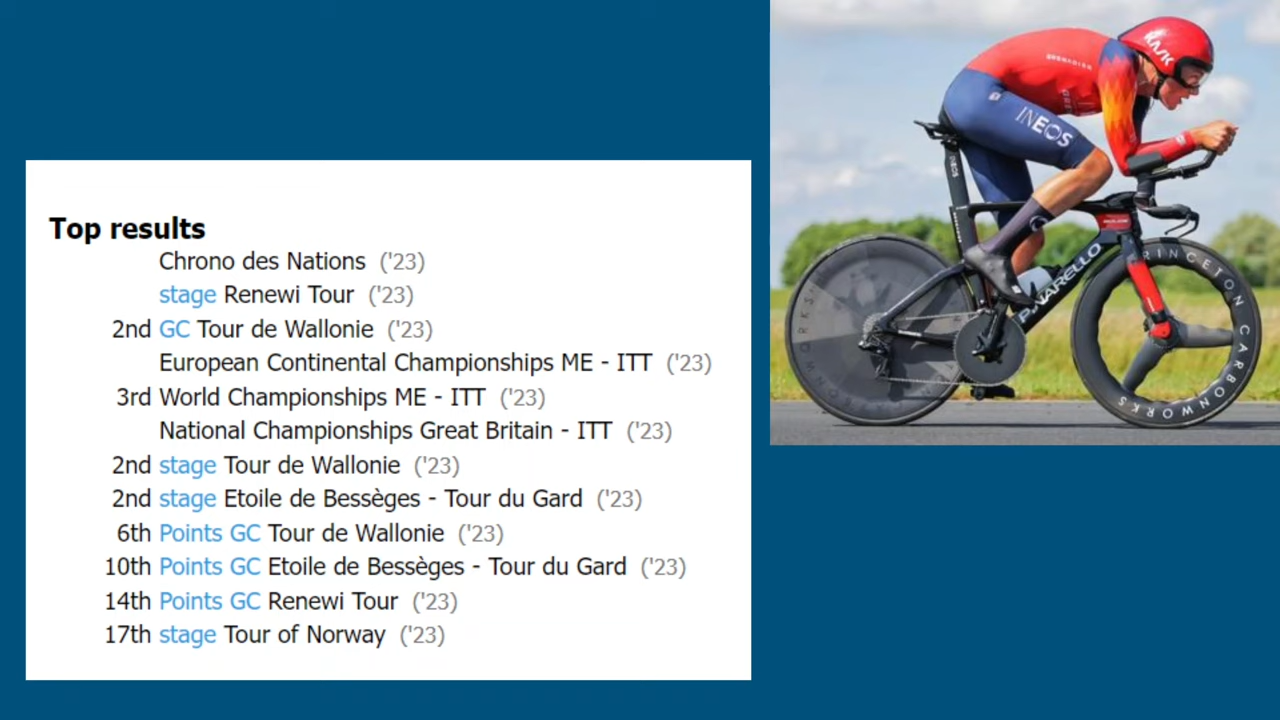 Top results
Chrono des Nations ('23)
stage Renewi Tour ('23)
2nd GC Tour de Wallonie ('23)
European Continental Championships ME - ITT ('23)
3rd World Championships ME - ITT ('23)
National Championships Great Britain - ITT ('23)
2nd stage Tour de Wallonie ('23)
2nd stage Etoile de Bessèges - Tour du Gard ('23)
6th Points GC Tour de Wallonie ('23)
10th Points GC Etoile de Bessèges - Tour du Gard ('23)
14th Points GC Renewi Tour ('23)
17th stage Tour of Norway ('23)
KASK
GRENADIER
INEOS
PINARELLO
PRINCETON
CARBONWORKS